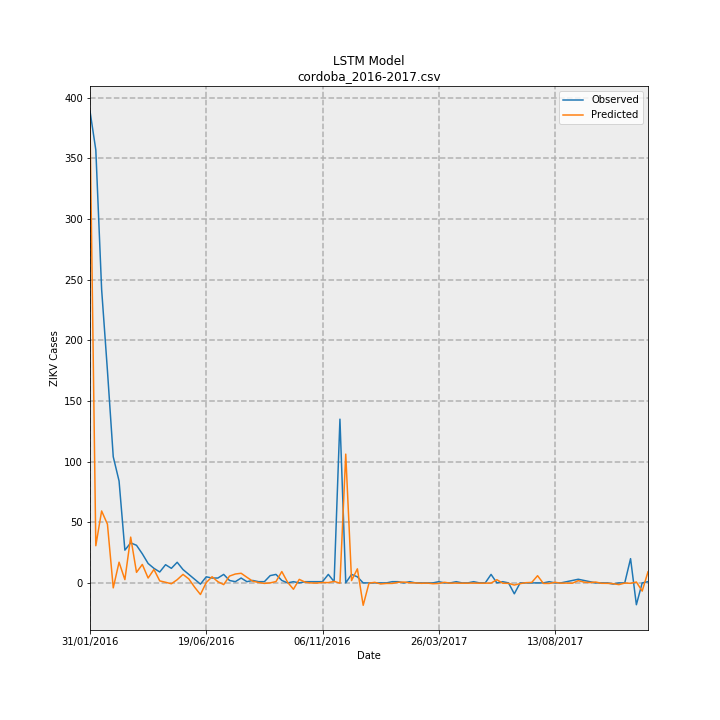 LSTM Model
cordoba_2016-2017.csv
Observed
Predicted
400
350
300
250
200
150
100
50
0
ZIKV Cases
31/01/2016
19/06/2016
06/11/2016
26/03/2017
13/08/2017
Date